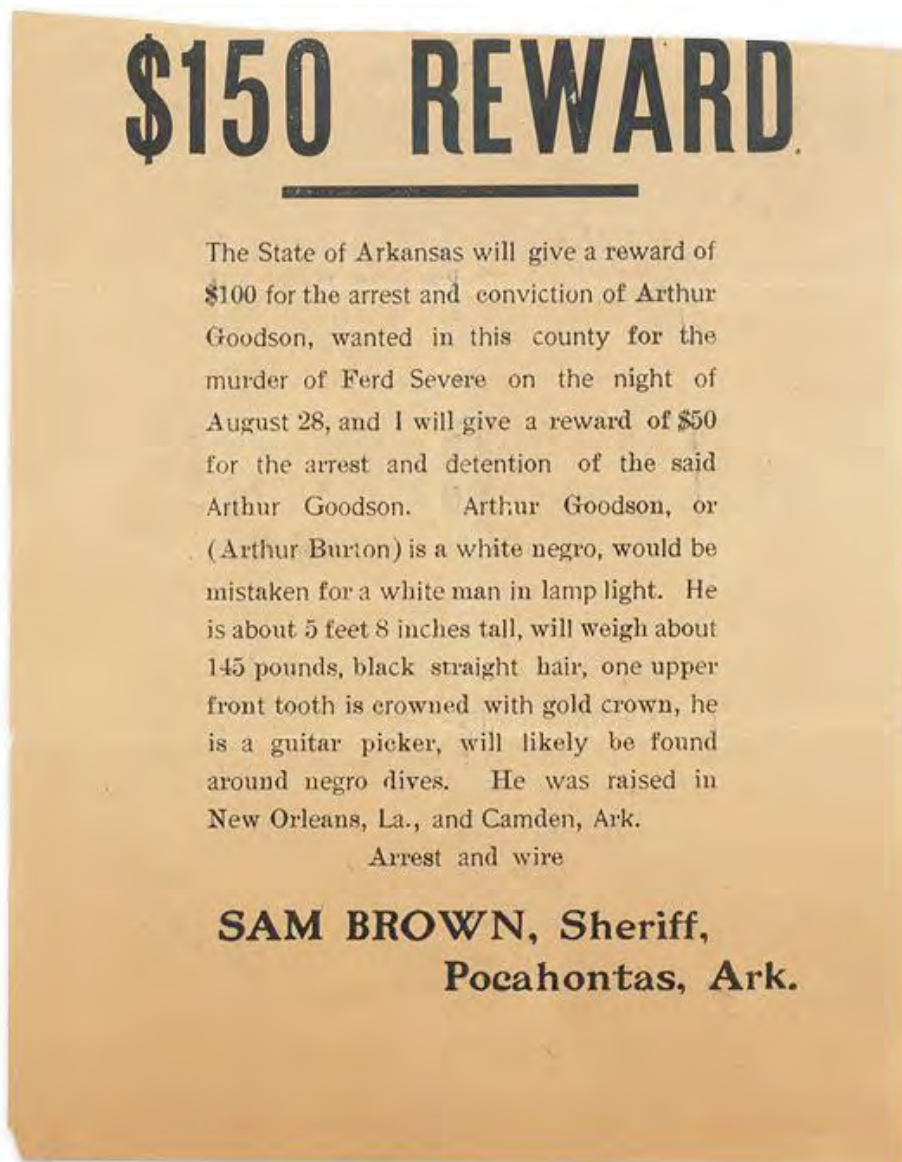 $150 REWARD.
The State of Arkansas will give a reward of
$100 for the arrest and conviction of Arthur
Goodson, wanted in this county for the
murder of Ferd Severe on the night of
August 28, and I will give a reward of $50
for the arrest and detention of the said
Arthur Goodson. Arthur Goodson, or
(Arthur Burton) is a white negro, would be
mistaken for a white man in lamp light. He
is about 5 feet 8 inches tall, will weigh about
145 pounds, black straight hair, one upper
front tooth is crowned with gold crown, he
is a guitar picker, will likely be found
around negro dives. He was raised in
New Orleans, La., and Camden, Ark.
Arrest and wire
SAM BROWN, Sheriff,
Pocahontas, Ark.